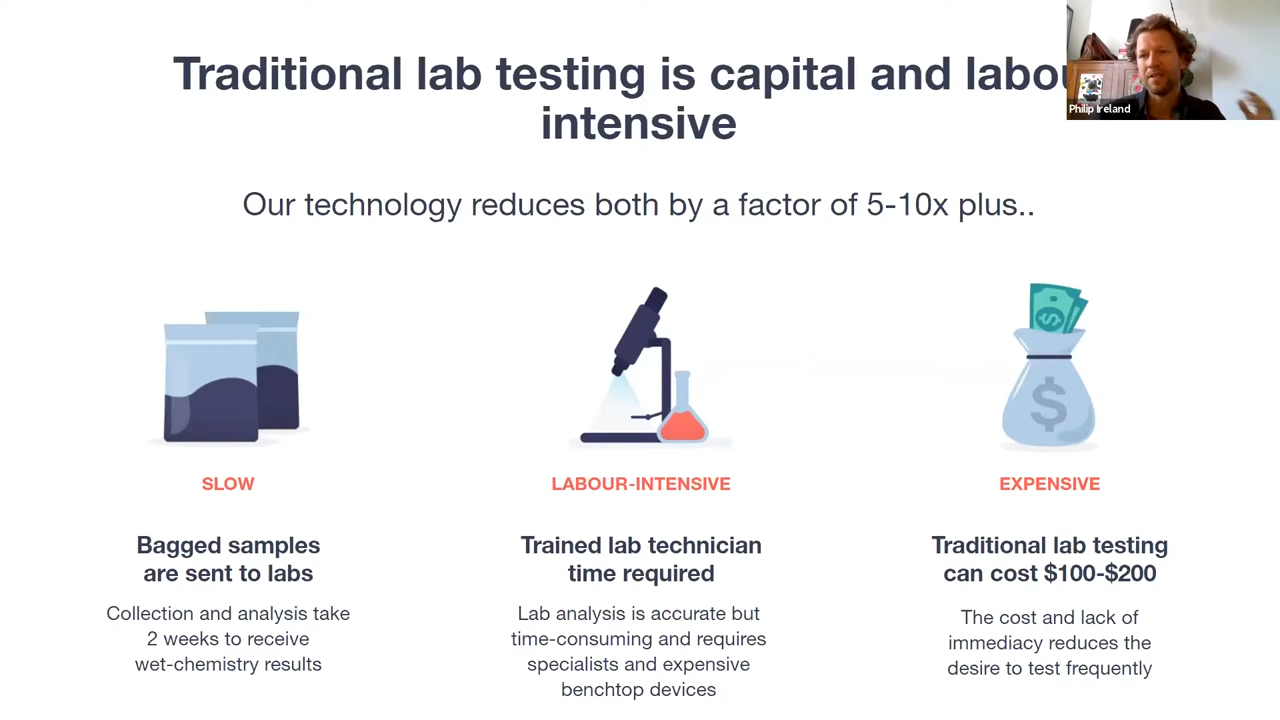 Traditional lab testing is capital and labou
intensive
Philip Ireland
Our technology reduces both by a factor of 5-10x plus..
$
SLOW
LABOUR-INTENSIVE
EXPENSIVE
Bagged samples
are sent to labs
Trained lab technician
time required
Traditional lab testing
can cost $100-$200
Collection and analysis take
2 weeks to receive
wet-chemistry results
Lab analysis is accurate but
time-consuming and requires
specialists and expensive
benchtop devices
The cost and lack of
immediacy reduces the
desire to test frequently